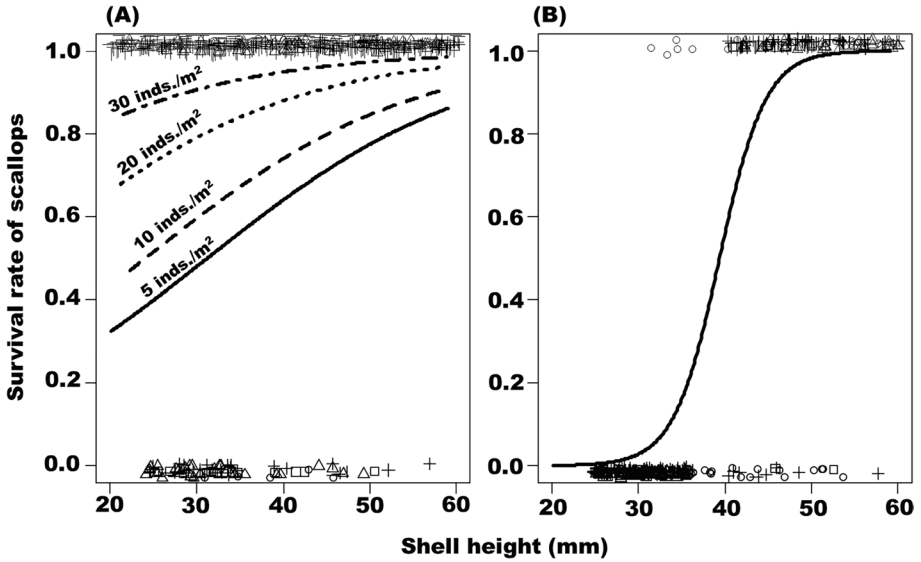 (A)
(B)
Survival rate of scallops
1.0
0.8
0.6
0.4
0.2
0.0
30 inds./m²
20 inds./m²
10 inds./m²
5 inds./m²
20
30
40
50
60
1.0
0.8
0.6
0.4
0.2
0.0
20
30
40
50
60
Shell height (mm)